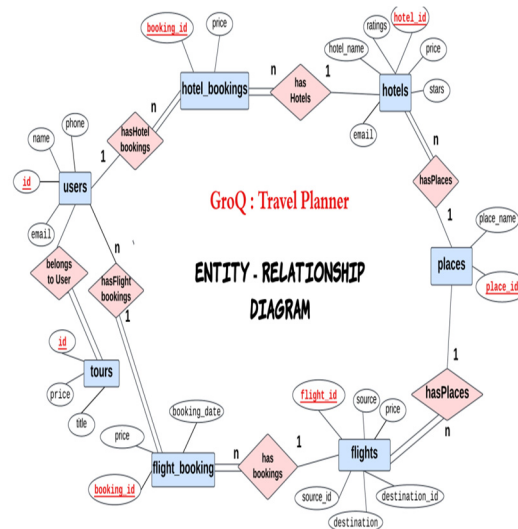 booking_id
price
hotel_id
ratings
hotel_name
price
stars
email
hotel_bookings
n
has
Hotels
1
hotels
n
hasHotel
bookings
1
phone
name
id
users
email
n
hasPlaces
1
GroQ : Travel Planner
place_name
places
place_id
belongs
to User
n
hasFlight
bookings
1
ENTITY - RELATIONSHIP
DIAGRAM
id
tours
price
title
1
hasPlaces
n
flight_id
source
price
booking_date
price
flight_booking
booking_id
n
has
bookings
1
flights
source_id
destination_id
destination